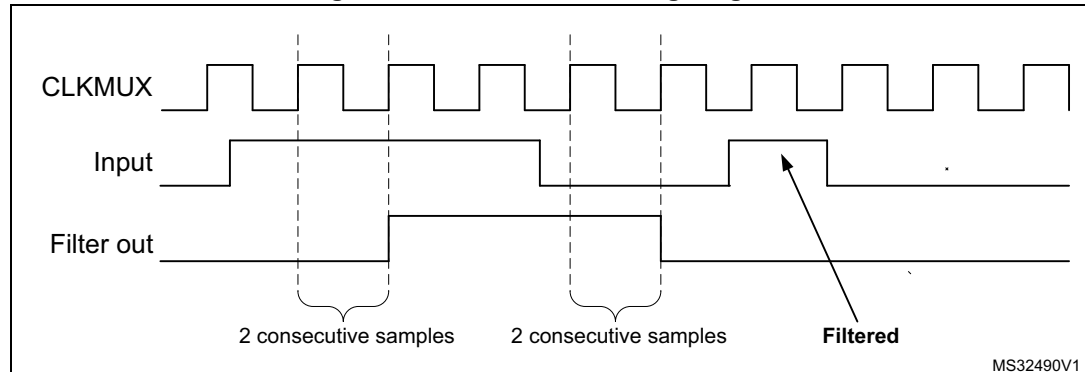 CLKMUX
Input
Filter out
2 consecutive samples 2 consecutive samples Filtered
MS32490V1